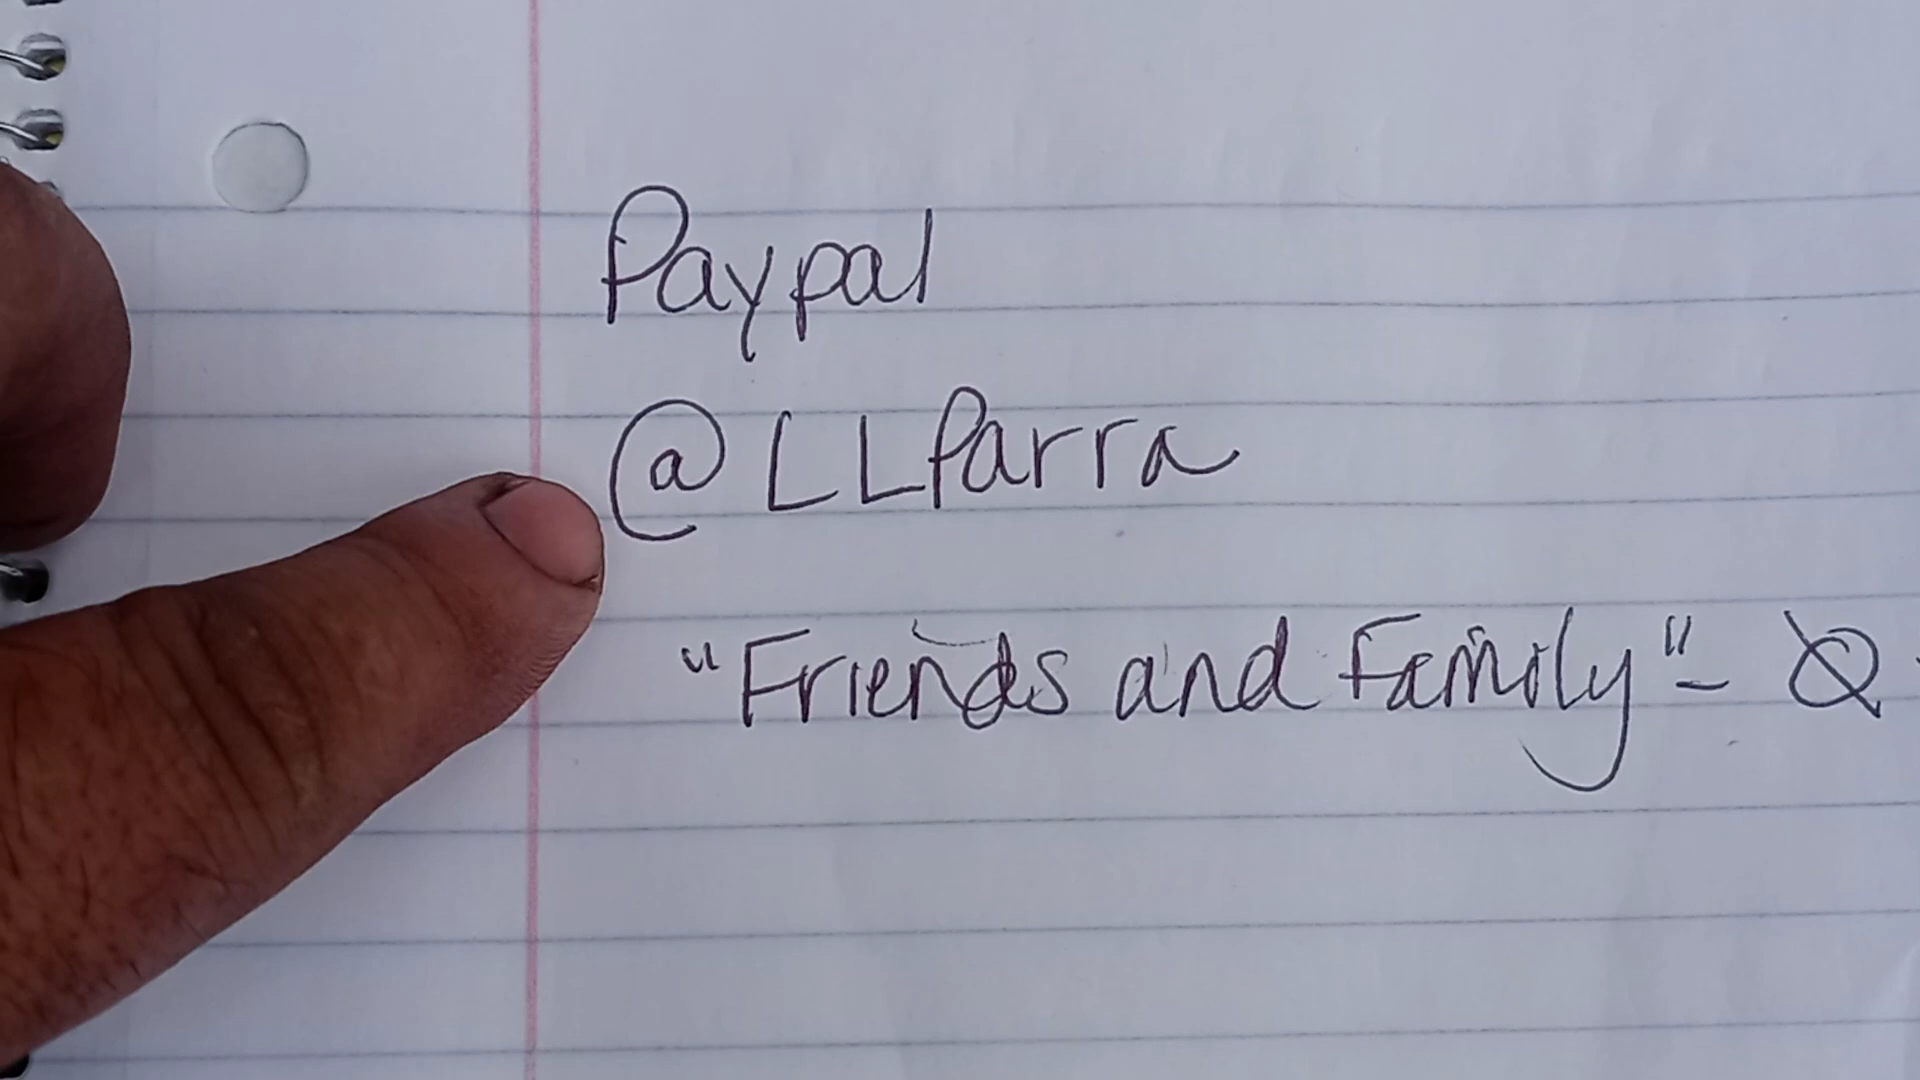 Paypal
@LLParra
"Friends and Family" -